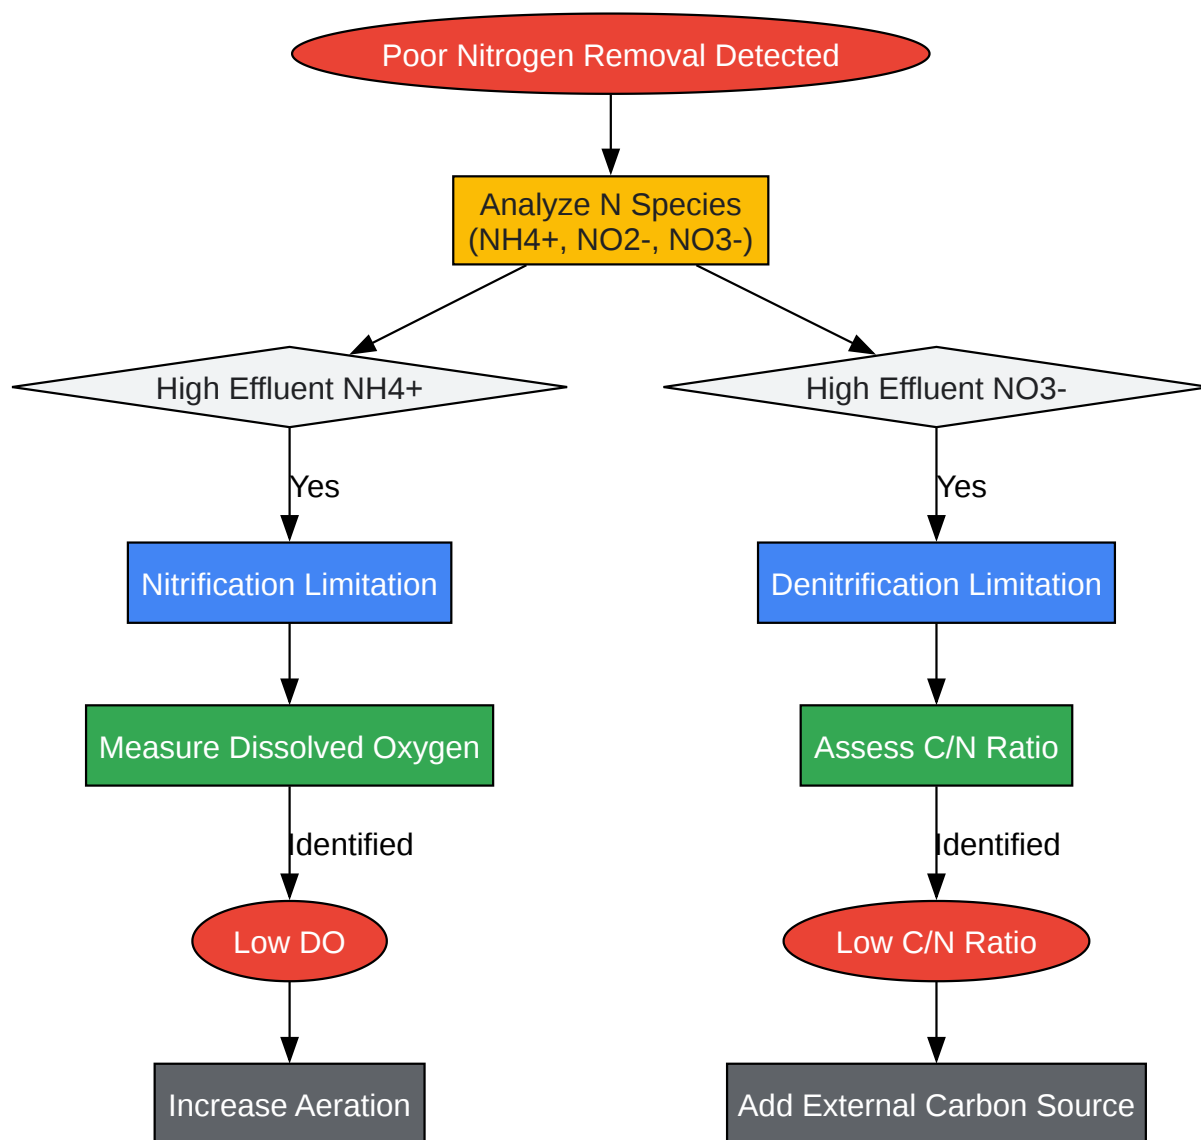 Poor Nitrogen Removal Detected
Analyze N Species
(NH4+, NO2-, NO3-)
High Effluent NH4+
High Effluent NO3-
Yes
Yes
Nitrification Limitation
Denitrification Limitation
Measure Dissolved Oxygen
Assess C/N Ratio
Identified
Identified
Low DO
Low C/N Ratio
Increase Aeration
Add External Carbon Source